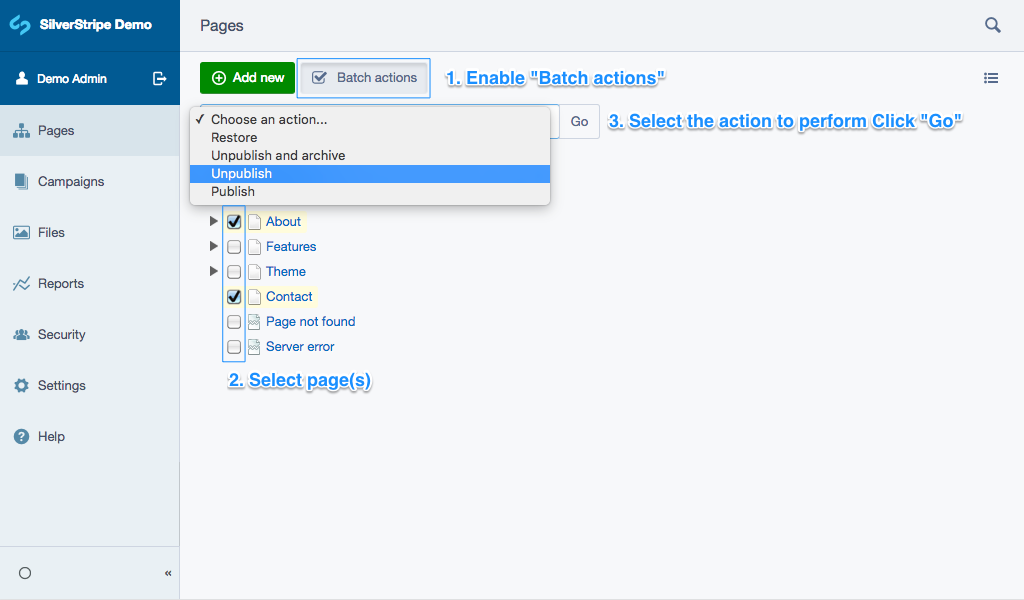 SilverStripe Demo
Pages
Demo Admin
Add new
Batch actions
1. Enable "Batch actions"
Choose an action...
Restore
Unpublish and archive
Unpublish
Publish
Go
3. Select the action to perform Click "Go"
Pages
Campaigns
Files
Reports
Security
Settings
Help
About
Features
Theme
Contact
Page not found
Server error
2. Select page(s)
«